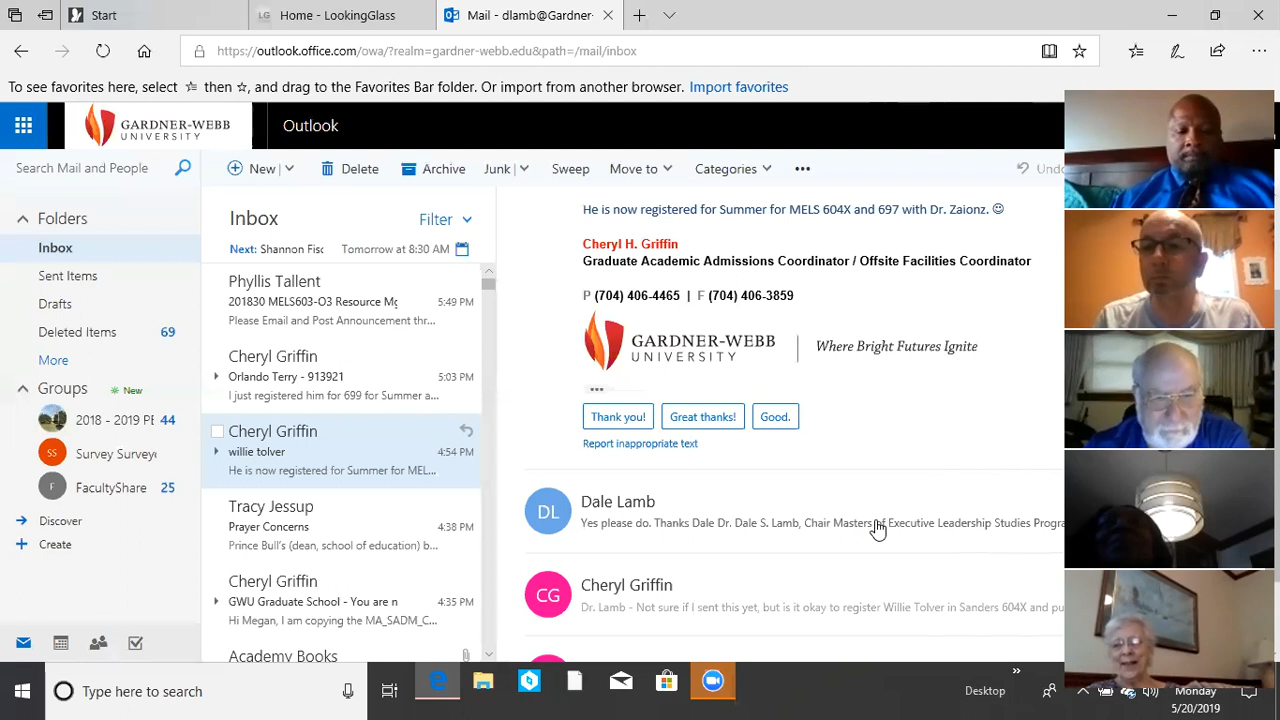 Start
Home - LookingGlass
Mail - dlamb@Gardner-
https://outlook.office.com/owa/?realm=gardner-webb.edu&path=/mail/inbox
To see favorites here, select then , and drag to the Favorites Bar folder. Or import from another browser. Import favorites
GARDNER-WEBB
UNIVERSITY
Outlook
Search Mail and People
New
Delete
Archive
Junk
Sweep
Move to
Categories
Undo
Folders
Inbox
Sent Items
Drafts
Deleted Items 69
More
Groups New
2018 - 2019 PE 44
SS Survey Surveyo
F FacultyShare 25
Discover
Create
Inbox
Filter
Next: Shannon Fisc Tomorrow at 8:30 AM
Phyllis Tallent
201830 MELS603-O3 Resource Mg 5:49 PM
Please Email and Post Announcement thr...
Cheryl Griffin
Orlando Terry - 913921 5:03 PM
I just registered him for 699 for Summer a...
Cheryl Griffin
willie tolver 4:54 PM
He is now registered for Summer for MEL...
Tracy Jessup
Prayer Concerns 4:38 PM
Prince Bull's (dean, school of education) b...
Cheryl Griffin
GWU Graduate School - You are n 4:35 PM
Hi Megan, I am copying the MA_SADM_C...
Academy Books
He is now registered for Summer for MELS 604X and 697 with Dr. Zaionz. ☺
Cheryl H. Griffin
Graduate Academic Admissions Coordinator / Offsite Facilities Coordinator
P (704) 406-4465 | F (704) 406-3859
GARDNER-WEBB
UNIVERSITY
Where Bright Futures Ignite
Thank you! Great thanks! Good.
Report inappropriate text
DL
Dale Lamb
Yes please do. Thanks Dale Dr. Dale S. Lamb, Chair Masters of Executive Leadership Studies Progra
CG
Cheryl Griffin
Dr. Lamb - Not sure if I sent this yet, but is it okay to register Willie Tolver in Sanders 604X and pu
Type here to search
Desktop
Monday
5/20/2019